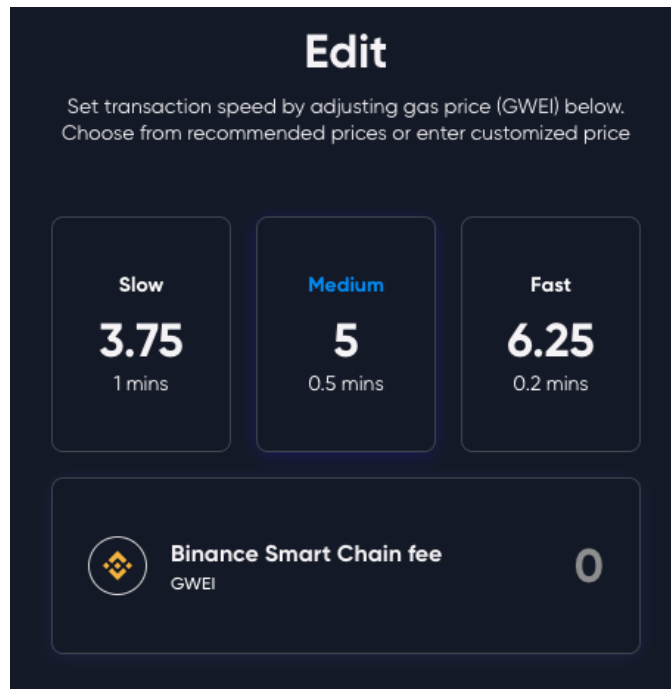 Edit
Set transaction speed by adjusting gas price (GWEI) below.
Choose from recommended prices or enter customized price
Slow
3.75
1 mins
Medium
5
0.5 mins
Fast
6.25
0.2 mins
Binance Smart Chain fee
GWEI
0